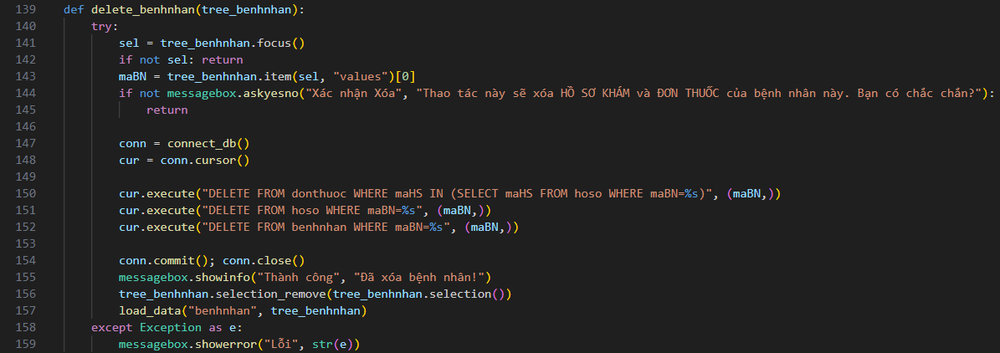 139 def delete_benhnhan(tree_benhnhan):
140     try:
141         sel = tree_benhnhan.focus()
142         if not sel: return
143         maBN = tree_benhnhan.item(sel, "values")[0]
144         if not messagebox.askyesno("Xác nhận Xóa", "Thao tác này sẽ xóa HỒ SƠ KHÁM và ĐƠN THUỐC của bệnh nhân này. Bạn có chắc chắn?"):
145             return
146
147         conn = connect_db()
148         cur = conn.cursor()
149
150         cur.execute("DELETE FROM donthuoc WHERE maHS IN (SELECT maHS FROM hoso WHERE maBN=%s)", (maBN,))
151         cur.execute("DELETE FROM hoso WHERE maBN=%s", (maBN,))
152         cur.execute("DELETE FROM benhnhan WHERE maBN=%s", (maBN,))
153
154         conn.commit(); conn.close()
155         messagebox.showinfo("Thành công", "Đã xóa bệnh nhân!")
156         tree_benhnhan.selection_remove(tree_benhnhan.selection())
157         load_data("benhnhan", tree_benhnhan)
158     except Exception as e:
159         messagebox.showerror("Lỗi", str(e))